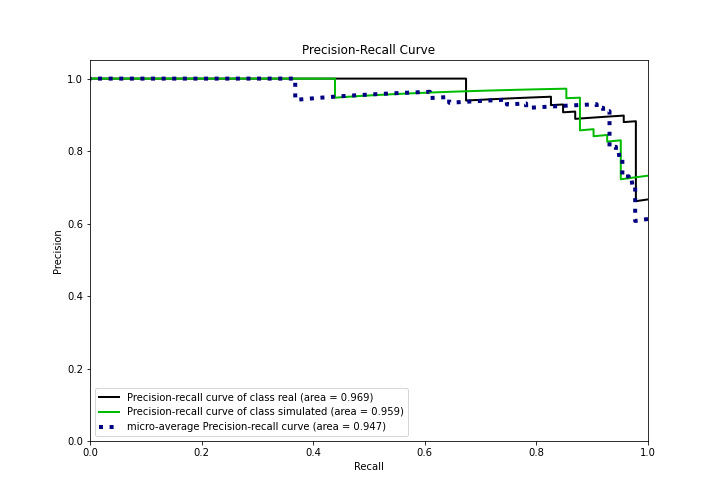 Precision-Recall Curve
1.0
0.8
0.6
0.4
0.2
0.0
Precision
Precision-recall curve of class real (area = 0.969)
Precision-recall curve of class simulated (area = 0.959)
micro-average Precision-recall curve (area = 0.947)
0.0 0.2 0.4 0.6 0.8 1.0
Recall